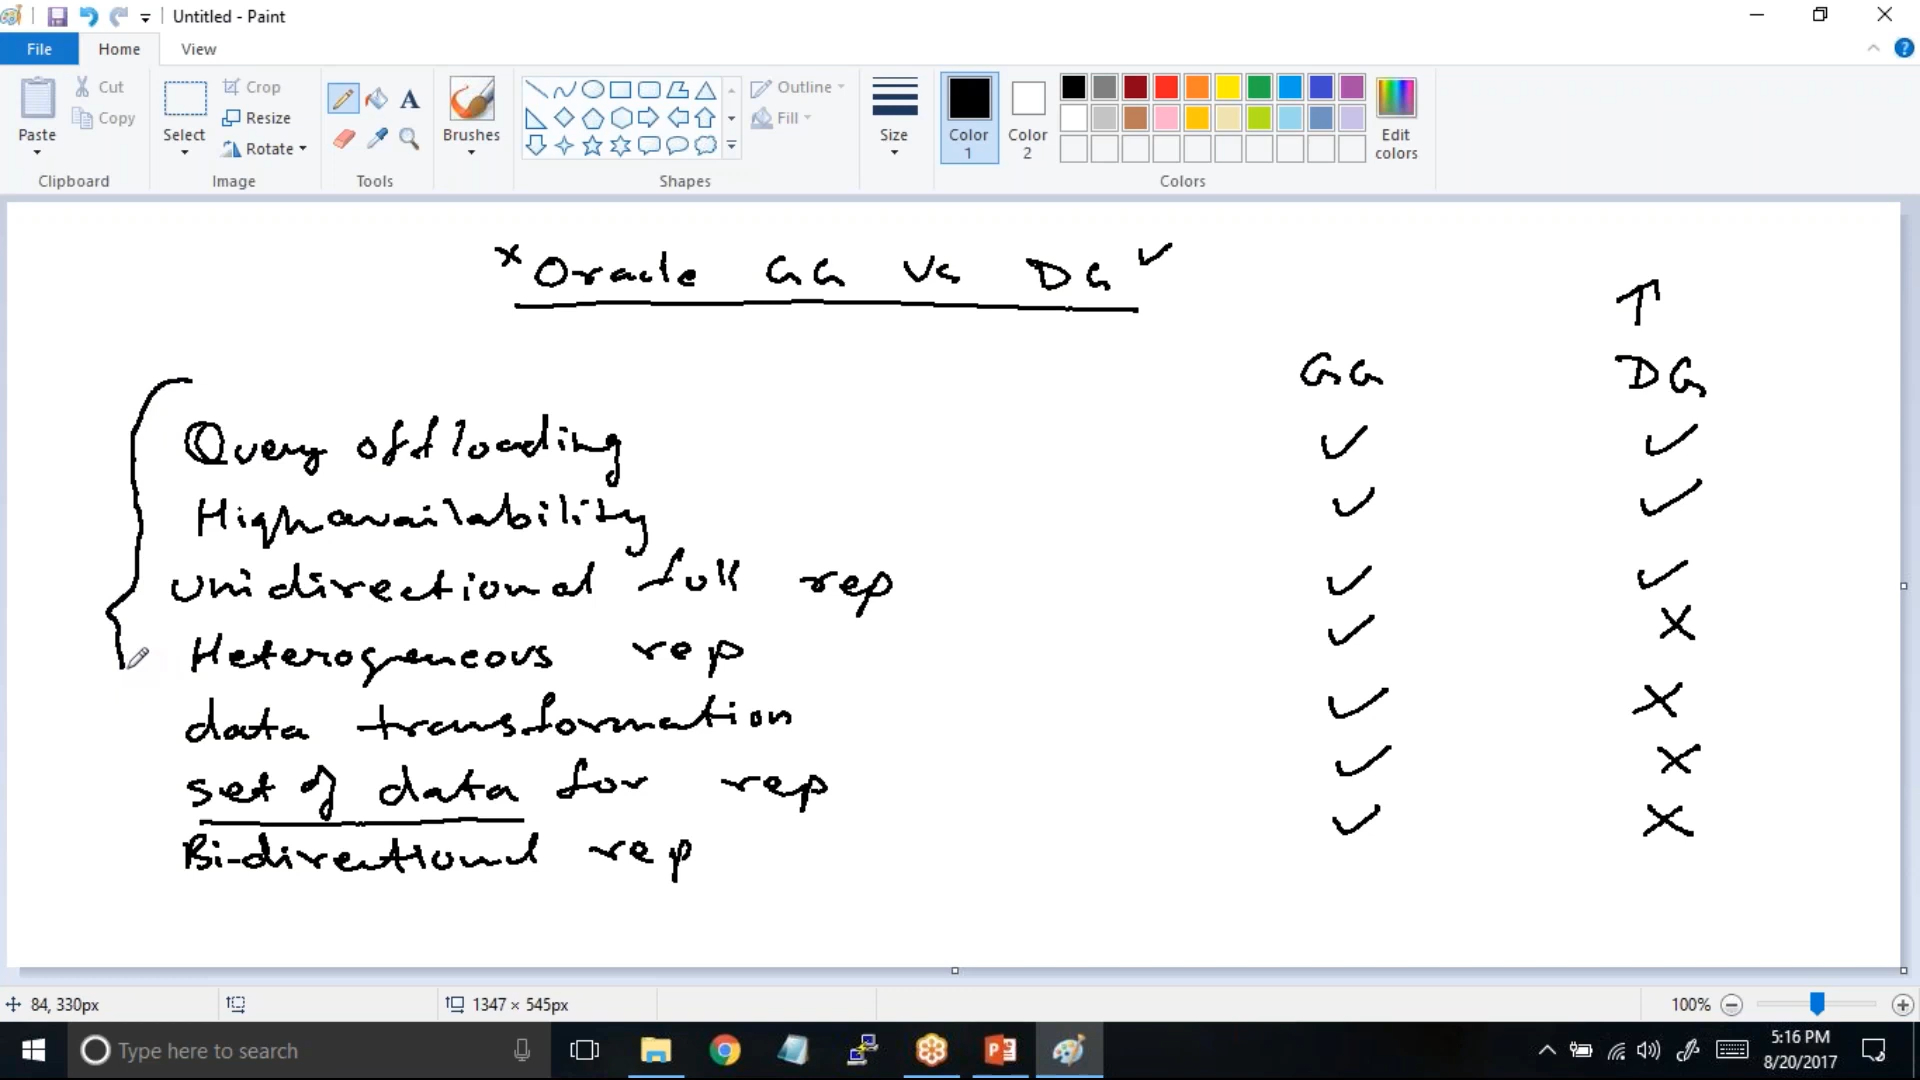 Untitled - Paint
File Home View
Paste Cut Copy Clipboard
Select Crop Resize Rotate Image
A Tools
Brushes
Shapes Outline Fill
Size
Color 1 Color 2 Edit colors Colors
Oracle GG Vs DG
GG DG
Query offloading
High availability
unidirectional full rep
Heterogeneous rep
data transformation
set of data for rep
Bi-directional rep
84, 330px 1347 × 545px 100%
Type here to search 5:16 PM
8/20/2017